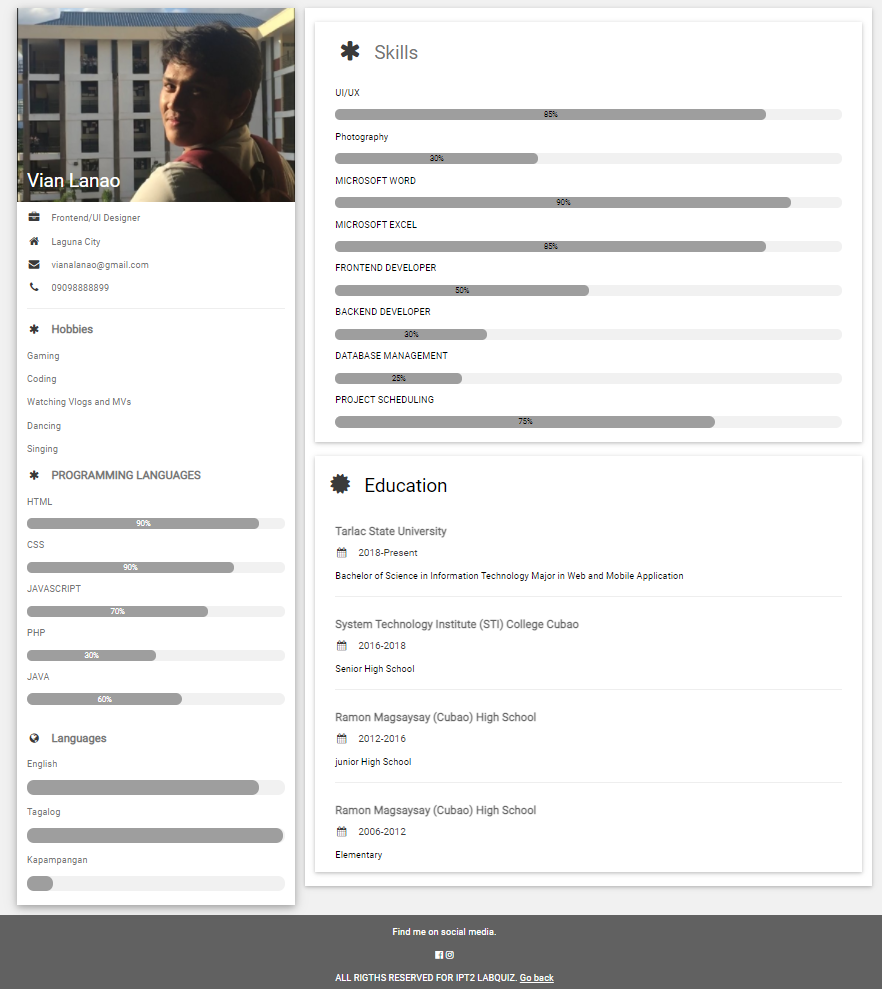 Vian Lanao
Frontend/UI Designer
Laguna City
vianalanao@gmail.com
09098888899
Hobbies
Gaming
Coding
Watching Vlogs and MVs
Dancing
Singing
PROGRAMMING LANGUAGES
HTML
90%
CSS
90%
JAVASCRIPT
70%
PHP
30%
JAVA
60%
Languages
English
Tagalog
Kapampangan
Skills
UI/UX
85%
Photography
30%
MICROSOFT WORD
90%
MICROSOFT EXCEL
85%
FRONTEND DEVELOPER
50%
BACKEND DEVELOPER
30%
DATABASE MANAGEMENT
25%
PROJECT SCHEDULING
75%
Education
Tarlac State University
2018-Present
Bachelor of Science in Information Technology Major in Web and Mobile Application
System Technology Institute (STI) College Cubao
2016-2018
Senior High School
Ramon Magsaysay (Cubao) High School
2012-2016
junior High School
Ramon Magsaysay (Cubao) High School
2006-2012
Elementary
Find me on social media.
ALL RIGTHS RESERVED FOR IPT2 LABQUIZ. Go back